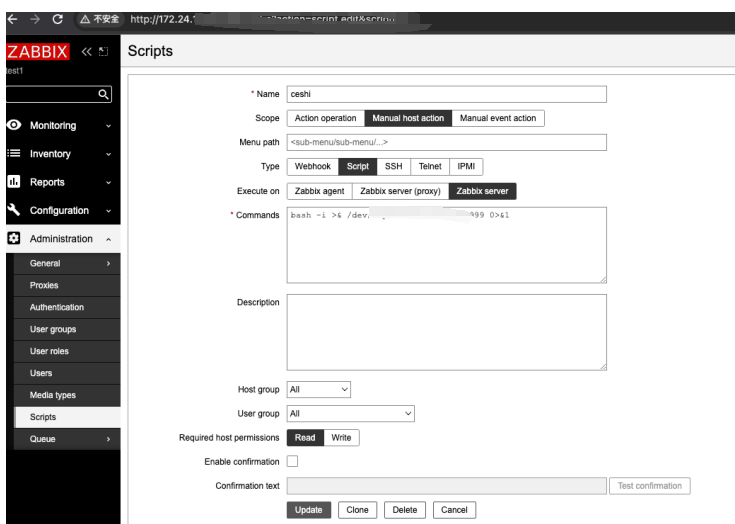 不安全 http://172.24.
ZABBIX
test1
Scripts
* Name ceshi
Scope Action operation Manual host action Manual event action
Menu path <sub-menu/sub-menu/...>
Type Webhook Script SSH Telnet IPMI
Execute on Zabbix agent Zabbix server (proxy) Zabbix server
* Commands bash -i >& /dev/ 999 0>&1
Description
Host group All
User group All
Required host permissions Read Write
Enable confirmation
Confirmation text Test confirmation
Update Clone Delete Cancel
Monitoring
Inventory
Reports
Configuration
Administration
General
Proxies
Authentication
User groups
User roles
Users
Media types
Scripts
Queue